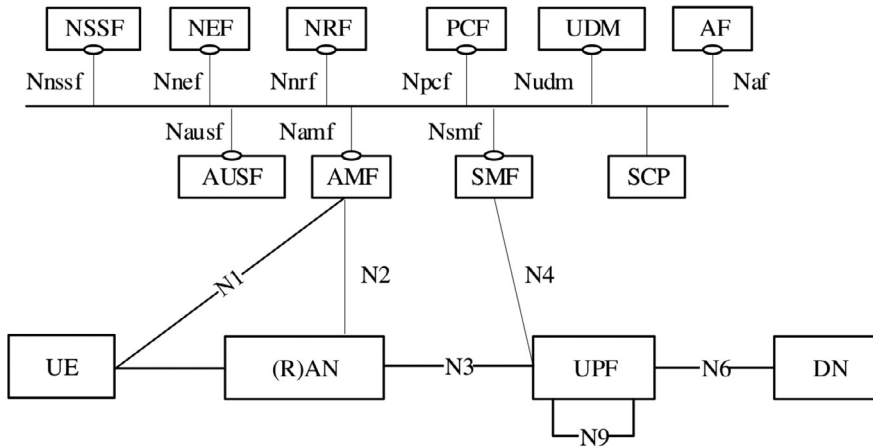 NSSF NEF NRF PCF UDM AF
Nnssf Nnef Nnrf Npcf Nudm Naf
Nausf Namf Nsmf
AUSF AMF SMF SCP
N1 N2 N4
UE (R)AN N3 UPF N6 DN
N9